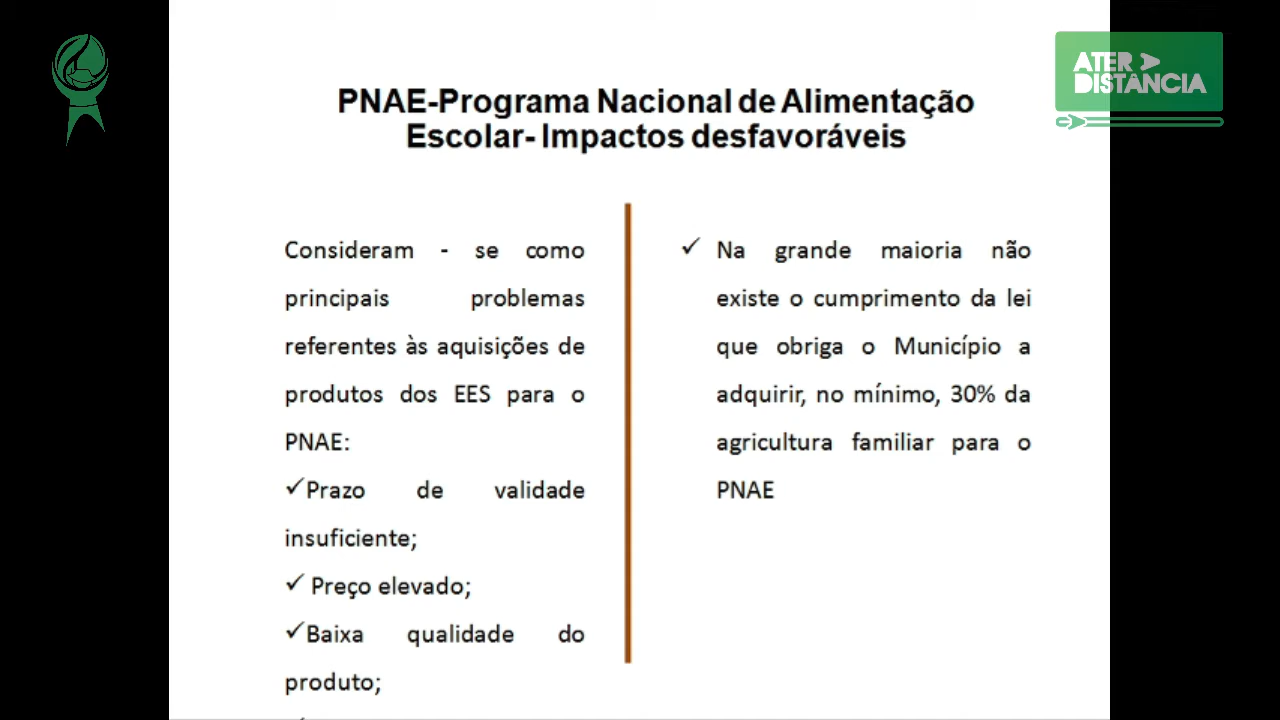 ATER
DISTÂNCIA
PNAE-Programa Nacional de Alimentação
Escolar- Impactos desfavoráveis
Consideram - se como
principais problemas
referentes às aquisições de
produtos dos EES para o
PNAE:
✓Prazo de validade
insuficiente;
✓ Preço elevado;
✓Baixa qualidade do
produto;
✓ Na grande maioria não
existe o cumprimento da lei
que obriga o Município a
adquirir, no mínimo, 30% da
agricultura familiar para o
PNAE